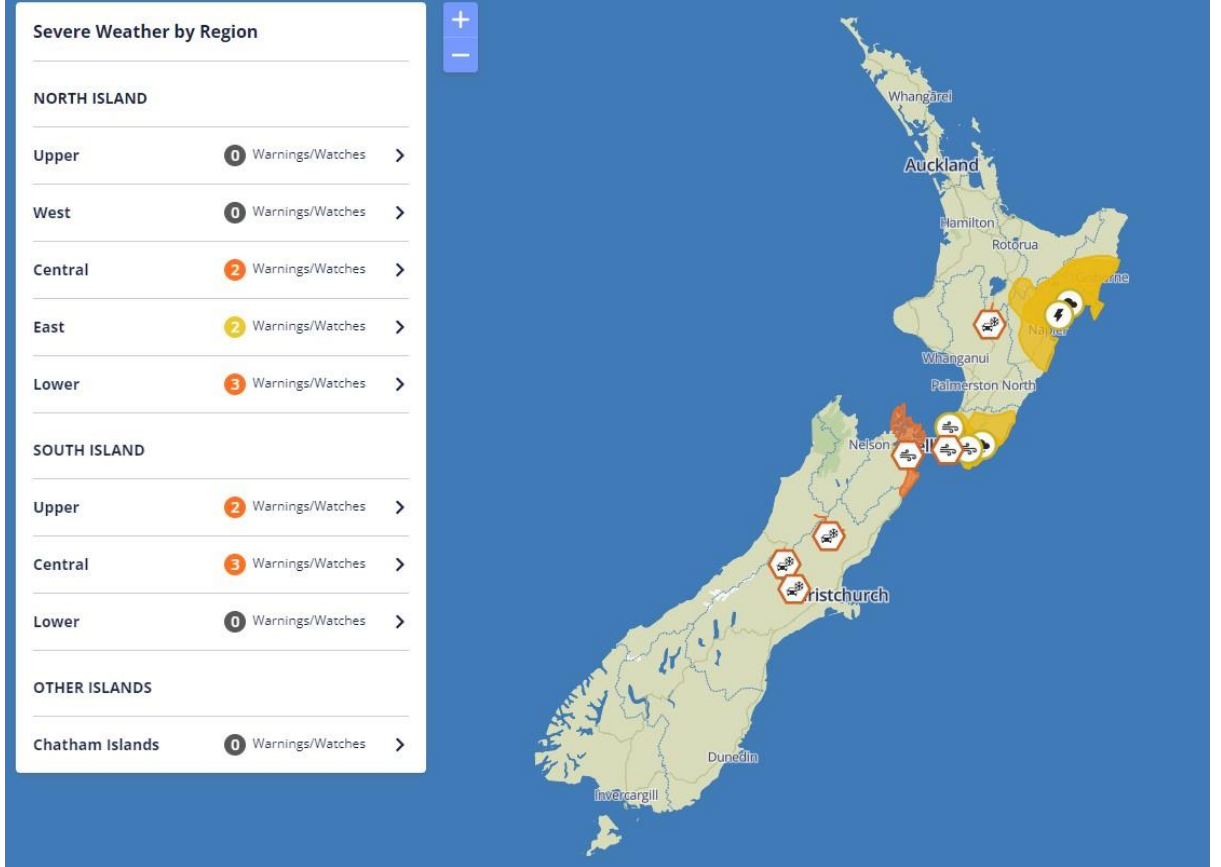 Severe Weather by Region
NORTH ISLAND
Upper 0 Warnings/Watches
West 0 Warnings/Watches
Central 2 Warnings/Watches
East 2 Warnings/Watches
Lower 3 Warnings/Watches
SOUTH ISLAND
Upper 2 Warnings/Watches
Central 3 Warnings/Watches
Lower 0 Warnings/Watches
OTHER ISLANDS
Chatham Islands 0 Warnings/Watches
+
−
Whangārei
Auckland
Hamilton
Rotorua
Napier
Whanganui
Palmerston North
Nelson
ell
ristchurch
Dunedin
Invercargill